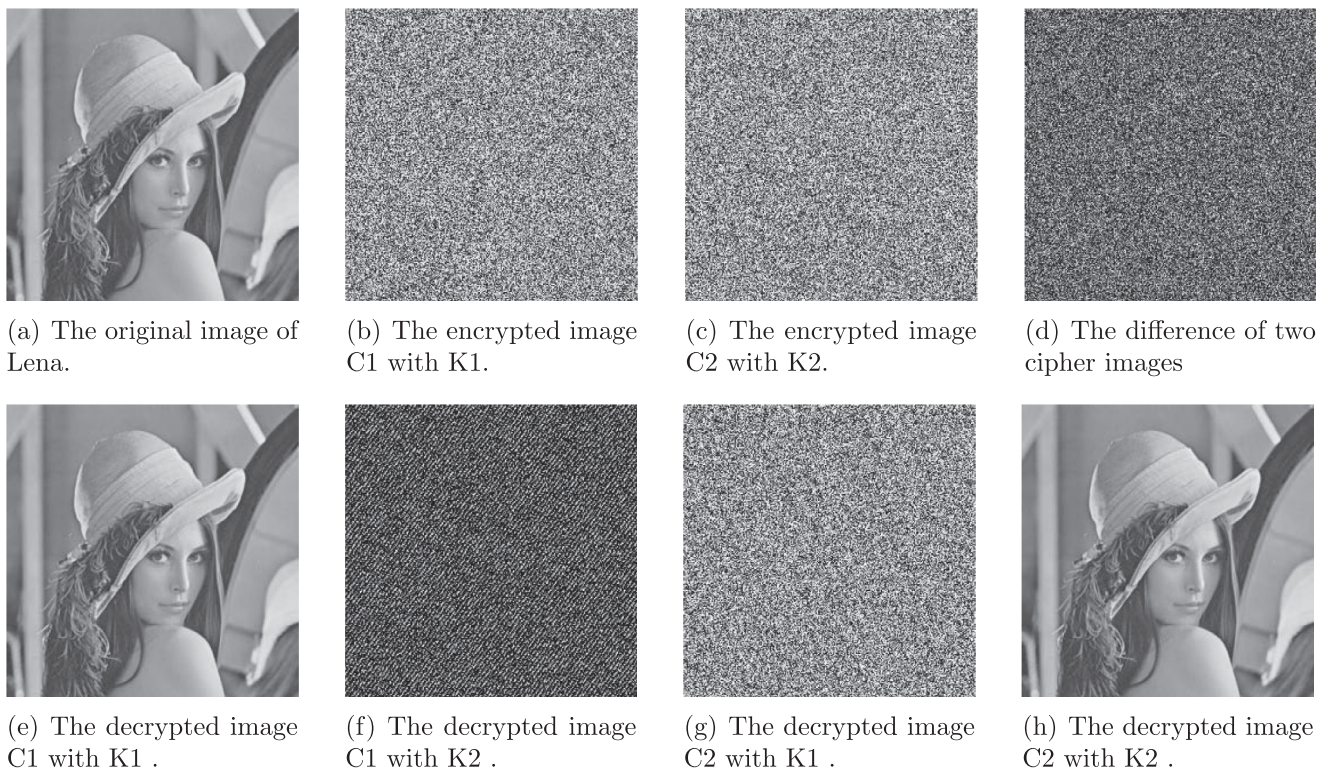 (a) The original image of
Lena.
(b) The encrypted image
C1 with K1.
(c) The encrypted image
C2 with K2.
(d) The difference of two
cipher images
(e) The decrypted image
C1 with K1 .
(f) The decrypted image
C1 with K2 .
(g) The decrypted image
C2 with K1 .
(h) The decrypted image
C2 with K2 .